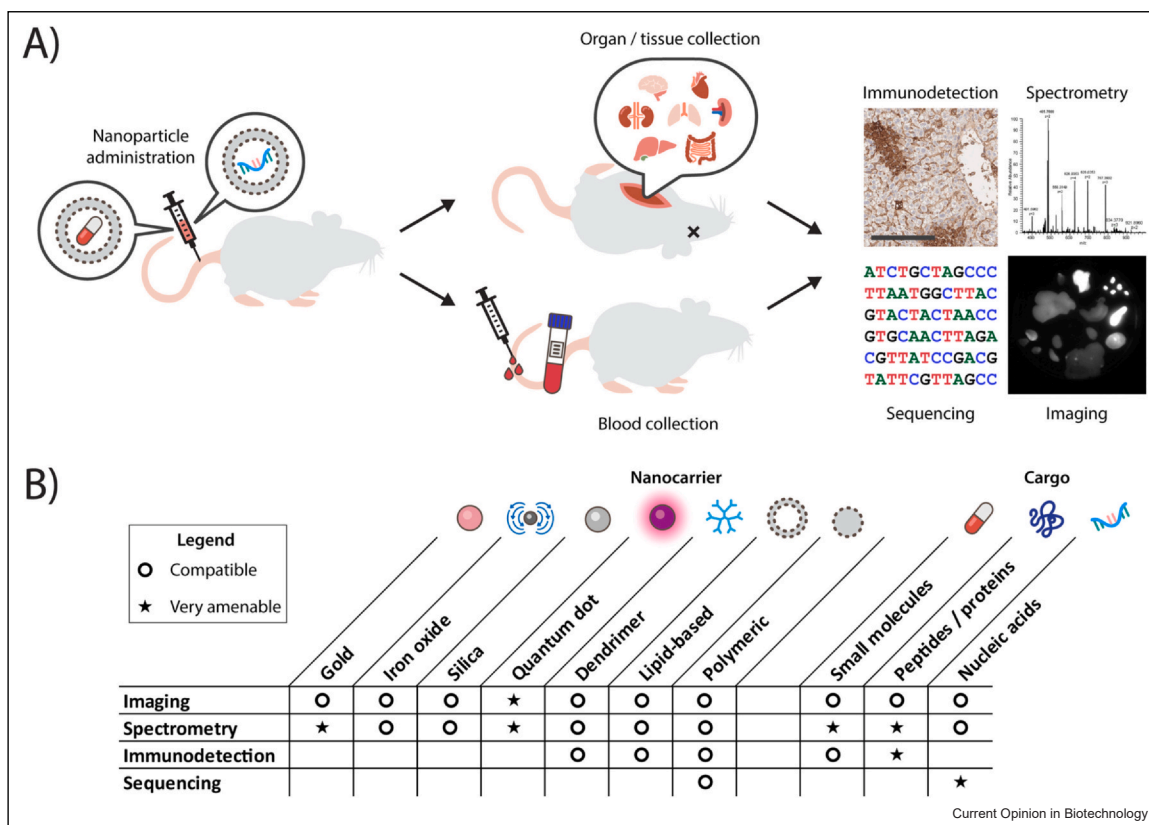 A)
Organ / tissue collection
Nanoparticle
administration
Immunodetection Spectrometry
ATCTGCTAGCCC
TTAATGGCTTAC
GTACTACTAACC
GTGCAACTTAGA
CGTTATCCGACG
TATTCGTTAGCC
Blood collection
Sequencing Imaging
B)
Nanocarrier Cargo
Legend
Compatible
★ Very amenable
Gold
Iron oxide
Silica
Quantum dot
Dendrimer
Lipid-based
Polymeric
Small molecules
Peptides / proteins
Nucleic acids
Imaging
Spectrometry
Immunodetection
Sequencing
Current Opinion in Biotechnology